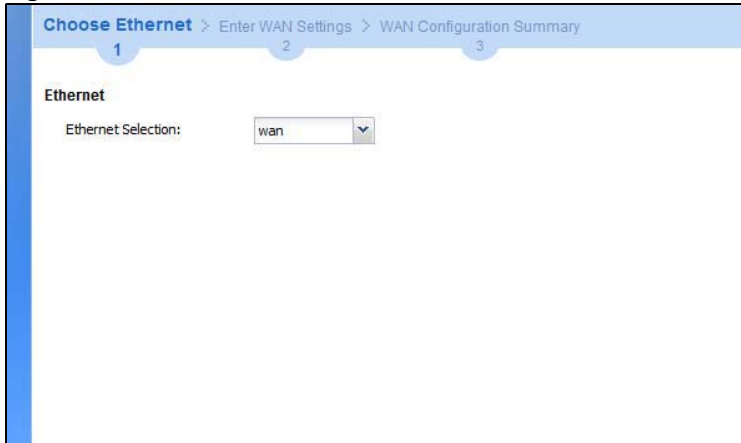 Choose Ethernet > Enter WAN Settings > WAN Configuration Summary
1 2 3
Ethernet
Ethernet Selection: wan